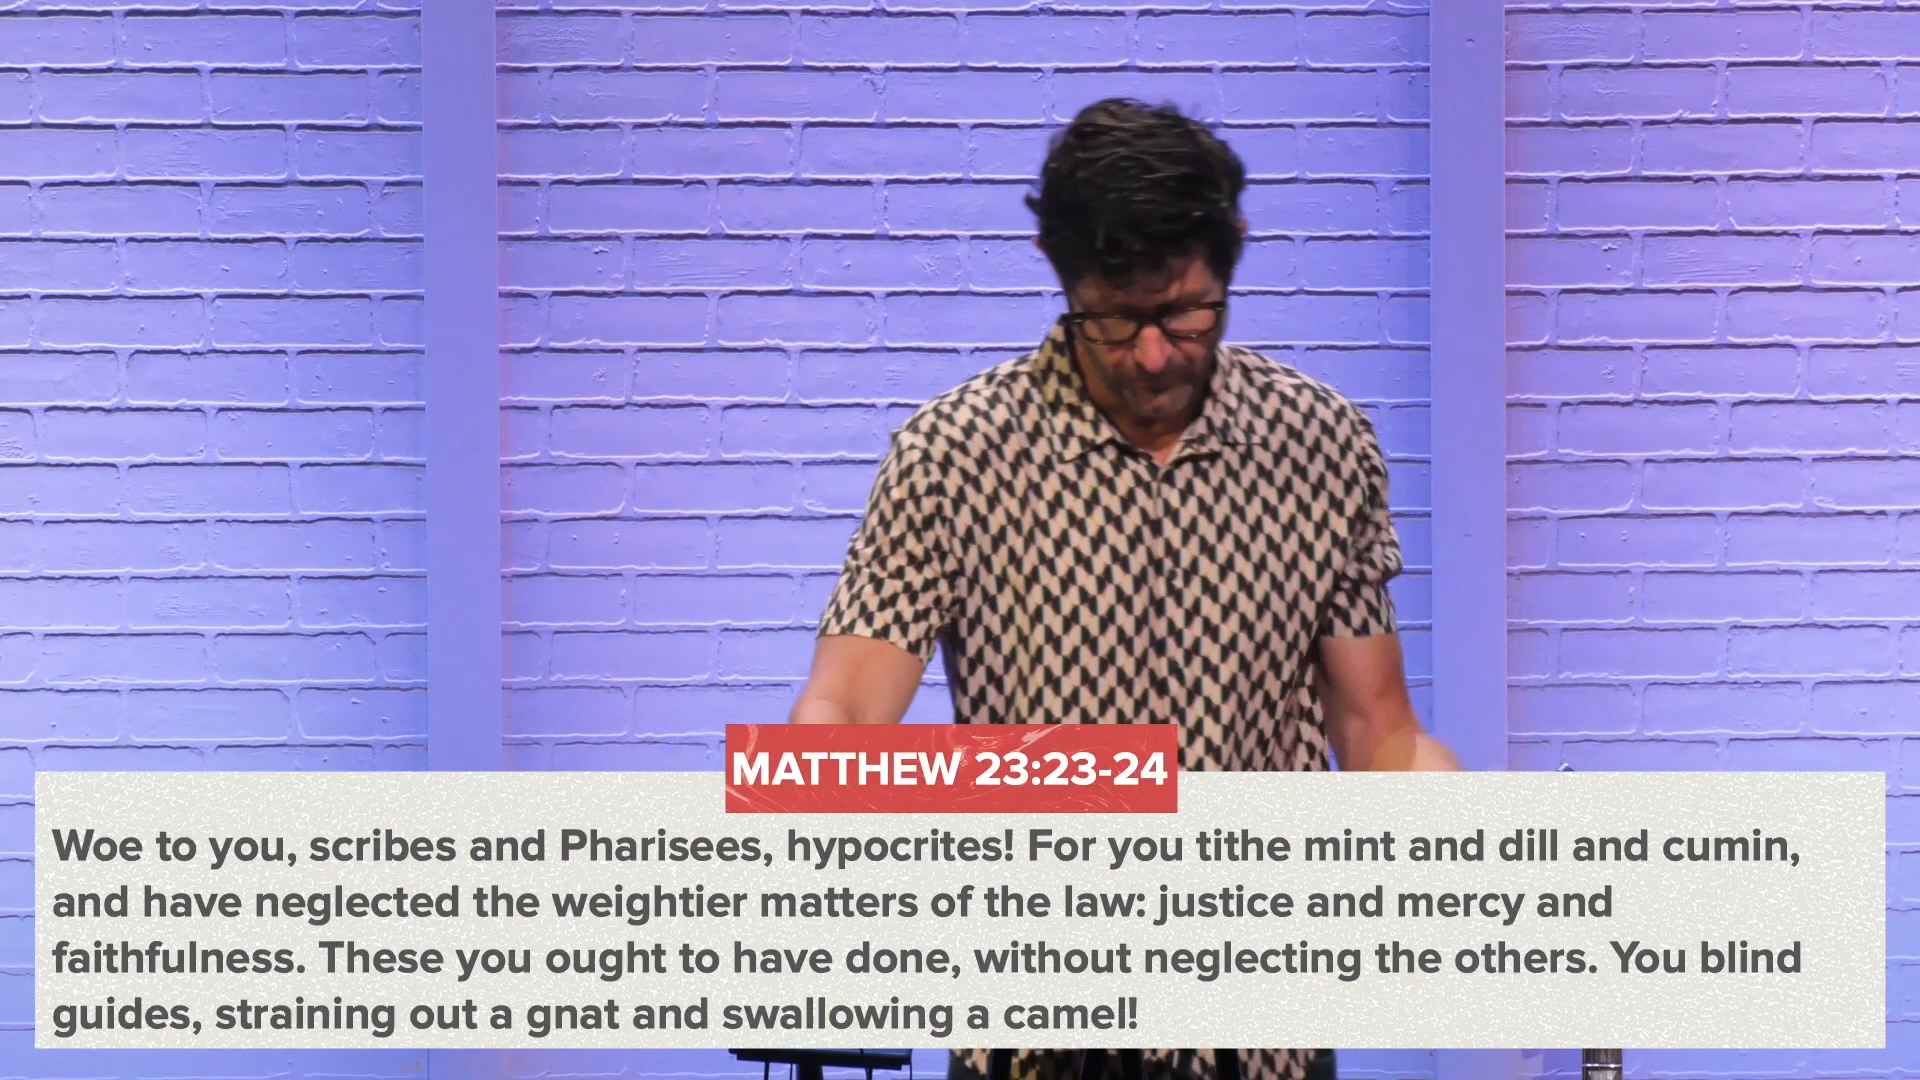 MATTHEW 23:23-24
Woe to you, scribes and Pharisees, hypocrites! For you tithe mint and dill and cumin,
and have neglected the weightier matters of the law: justice and mercy and
faithfulness. These you ought to have done, without neglecting the others. You blind
guides, straining out a gnat and swallowing a camel!